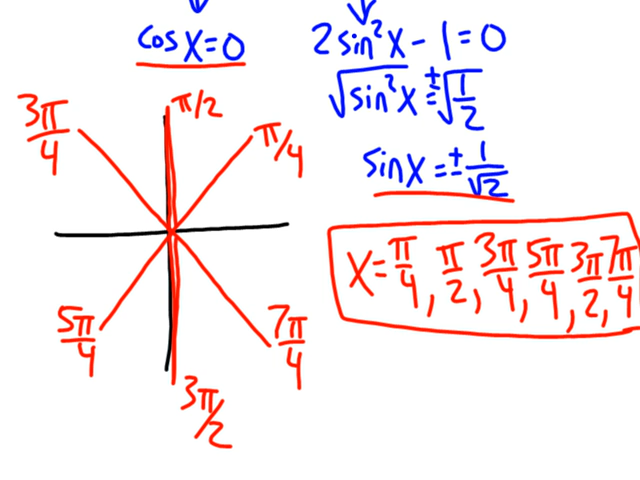 cos x = 0
2 sin²x - 1 = 0
√sin²x = ±√1/2
sin x = ± 1/√2
3π/4
π/2
π/4
x = π/4, π/2, 3π/4, 5π/4, 3π/2, 7π/4
5π/4
7π/4
3π/2